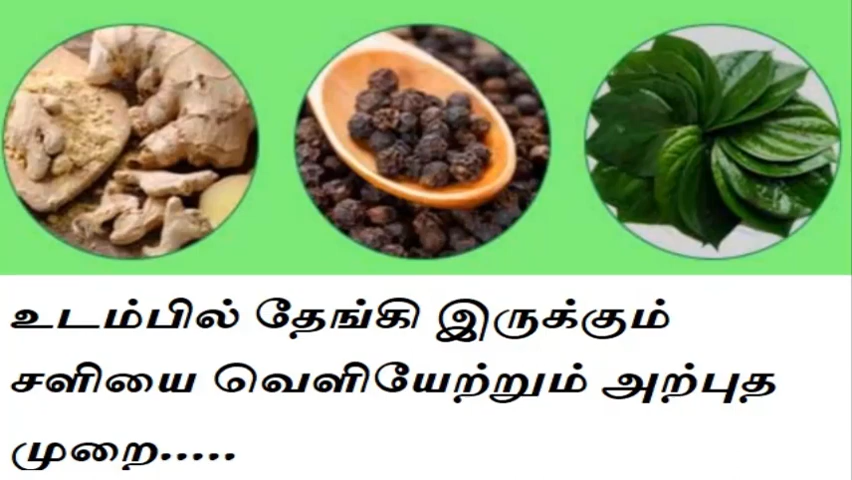 உடம்பில் தேங்கி இருக்கும்
சளியை வெளியேற்றும் அற்புத
முறை.....